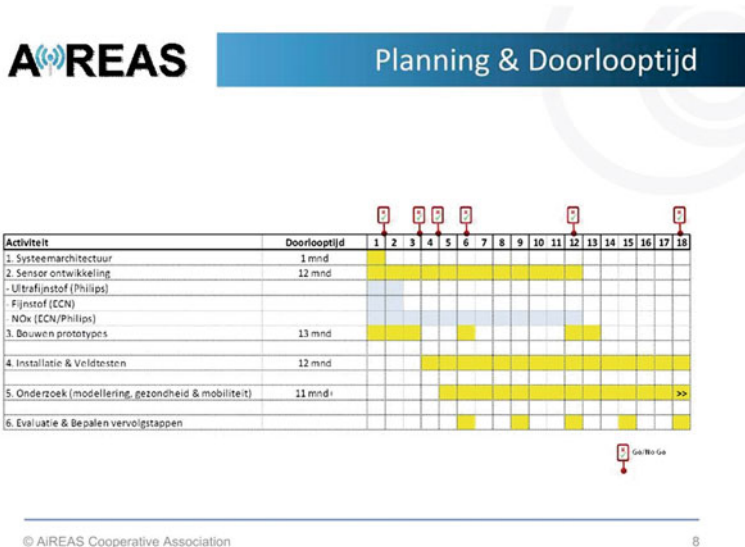 AiREAS
Planning & Doorlooptijd
Activiteit Doorlooptijd 1 2 3 4 5 6 7 8 9 10 11 12 13 14 15 16 17 18
1. Systeemarchitectuur 1 mnd
2. Sensor ontwikkeling 12 mnd
- Ultrafijnstof (Philips)
- Fijnstof (ECN)
- NOx (ECN/Philips)
3. Bouwen prototypes 13 mnd
4. Installatie & Veldtesten 12 mnd
5. Onderzoek (modellering, gezondheid & mobiliteit) 11 mnd+ >>
6. Evaluatie & Bepalen vervolgstappen
Go/No-Go
© AiREAS Cooperative Association 8